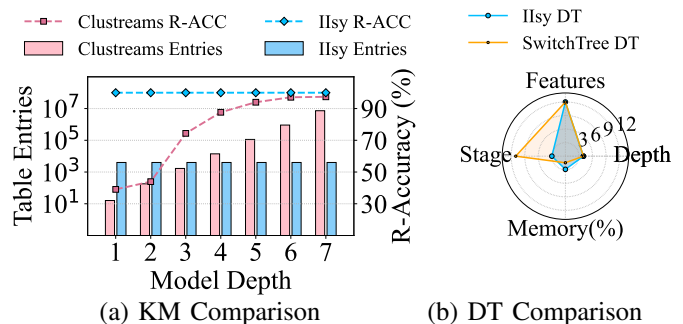 Clustreams R-ACC
IIsy R-ACC
Clustreams Entries
IIsy Entries
Table Entries
10^7
10^5
10^3
10^1
90
70
50
30
R-Accuracy (%)
1 2 3 4 5 6 7
Model Depth
(a) KM Comparison
IIsy DT
SwitchTree DT
Features
3 6 9 12
Stage
Depth
Memory(%)
(b) DT Comparison